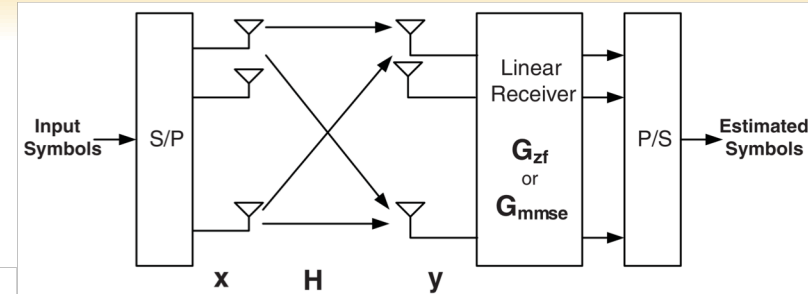 Input
Symbols
S/P
x
H
y
Linear
Receiver
Gzf
or
Gmmse
P/S
Estimated
Symbols